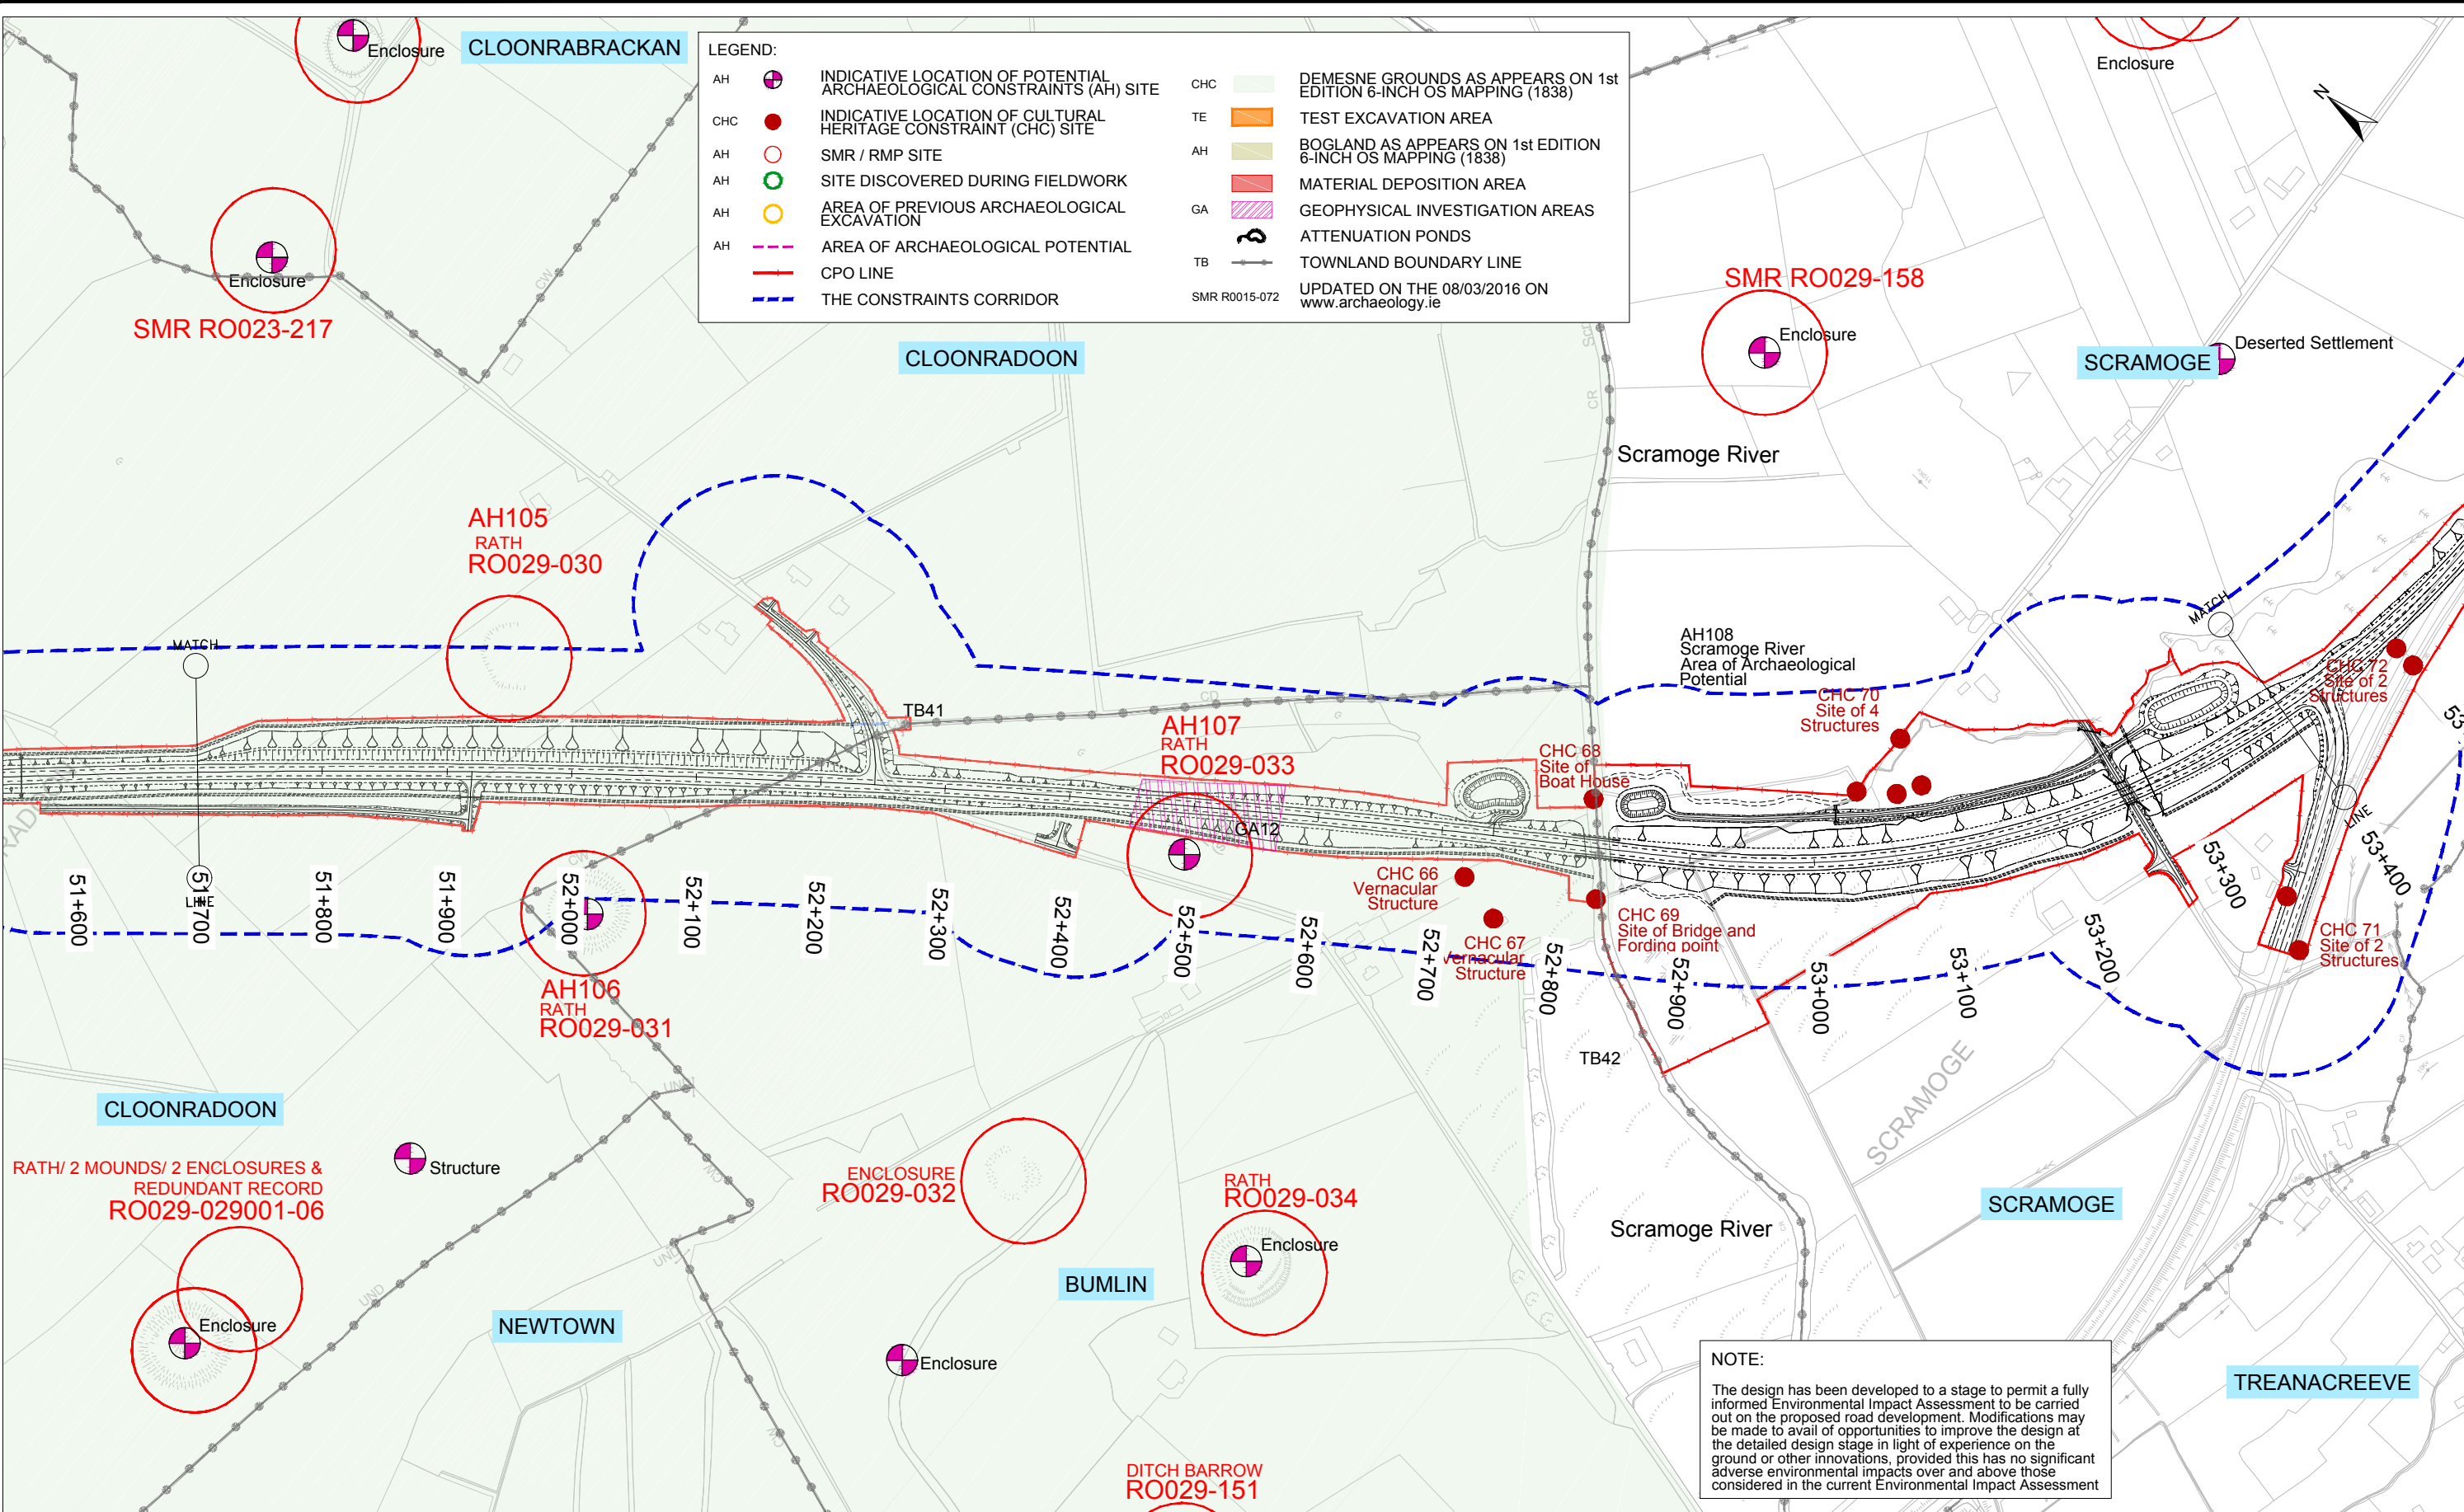 Enclosure
CLOONRABRACKAN
Enclosure
LEGEND:
AH
INDICATIVE LOCATION OF POTENTIAL
ARCHAEOLOGICAL CONSTRAINTS (AH) SITE
CHC
INDICATIVE LOCATION OF CULTURAL
HERITAGE CONSTRAINT (CHC) SITE
AH
SMR / RMP SITE
AH
SITE DISCOVERED DURING FIELDWORK
AH
AREA OF PREVIOUS ARCHAEOLOGICAL
EXCAVATION
AH
AREA OF ARCHAEOLOGICAL POTENTIAL
CPO LINE
THE CONSTRAINTS CORRIDOR
CHC
DEMESNE GROUNDS AS APPEARS ON 1st
EDITION 6-INCH OS MAPPING (1838)
TE
TEST EXCAVATION AREA
AH
BOGLAND AS APPEARS ON 1st EDITION
6-INCH OS MAPPING (1838)
MATERIAL DEPOSITION AREA
GA
GEOPHYSICAL INVESTIGATION AREAS
ATTENUATION PONDS
TB
TOWNLAND BOUNDARY LINE
SMR R0015-072
UPDATED ON THE 08/03/2016 ON
www.archaeology.ie
N
Enclosure
SMR RO023-217
CW
CLOONRADOON
SMR RO029-158
Enclosure
SCRAMOGE
Deserted Settlement
CR
Scramoge River
AH105
RATH
RO029-030
MATCH
MATCH
AH108
Scramoge River
Area of Archaeological
Potential
CHC 70
Site of 4
Structures
CHC 72
Site of 2
Structures
TB41
CD
AH107
RATH
RO029-033
CHC 68
Site of
Boat House
GA12
LINE
LINE
CW
CHC 66
Vernacular
Structure
CHC 67
Vernacular
Structure
CHC 69
Site of Bridge and
Fording point
CHC 71
Site of 2
Structures
51+600
51+700
51+800
51+900
52+000
52+100
52+200
52+300
52+400
52+500
52+600
52+700
52+800
52+900
53+000
53+100
53+200
53+300
53+400
AH106
RATH
RO029-031
TB42
SCRAMOGE
UND
CLOONRADOON
Structure
RATH/ 2 MOUNDS/ 2 ENCLOSURES &
REDUNDANT RECORD
RO029-029001-06
Enclosure
ENCLOSURE
RO029-032
RATH
RO029-034
Enclosure
SCRAMOGE
Scramoge River
CW
UND
UND
BUMLIN
NEWTOWN
Enclosure
CW
TREANACREEVE
DITCH BARROW
RO029-151
NOTE:
The design has been developed to a stage to permit a fully
informed Environmental Impact Assessment to be carried
out on the proposed road development. Modifications may
be made to avail of opportunities to improve the design at
the detailed design stage in light of experience on the
ground or other innovations, provided this has no significant
adverse environmental impacts over and above those
considered in the current Environmental Impact Assessment